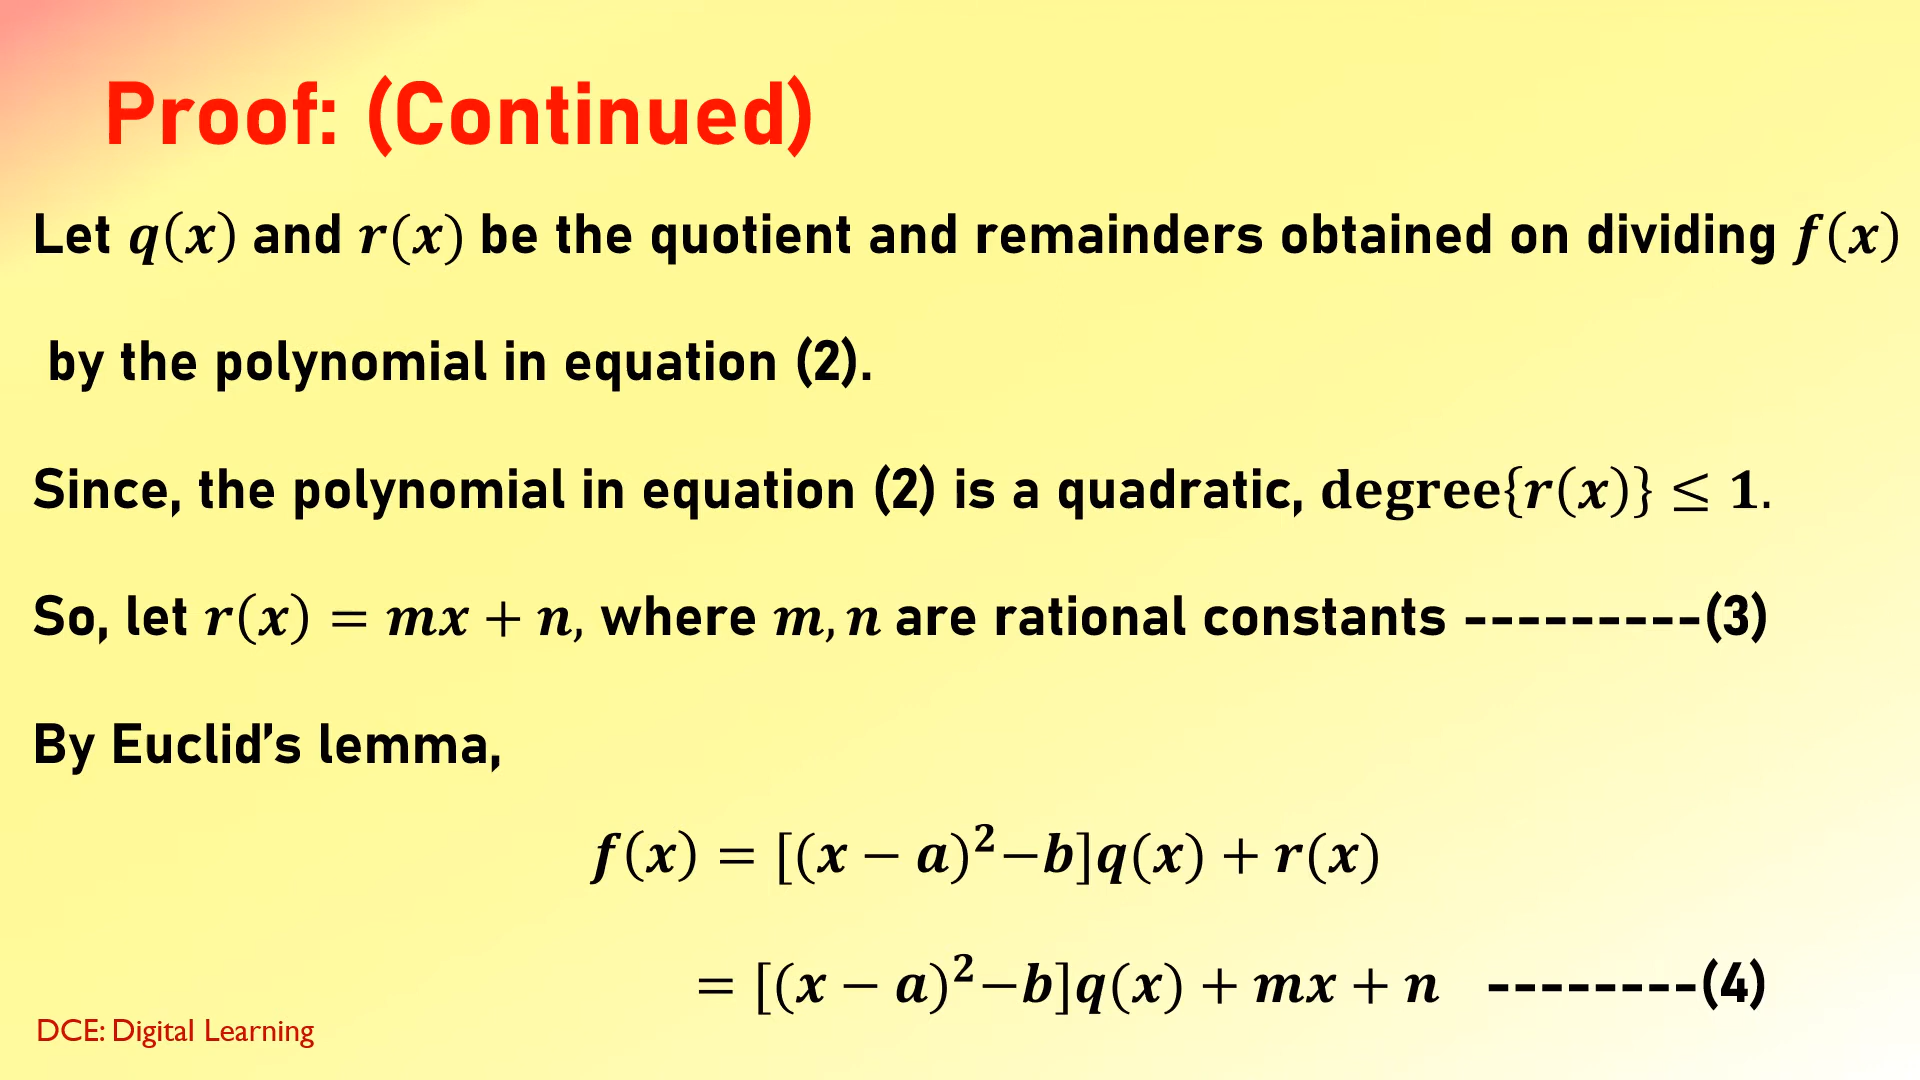 Proof: (Continued)
Let 𝒒(𝒙) and 𝒓(𝒙) be the quotient and remainders obtained on dividing 𝒇(𝒙)
by the polynomial in equation (2).
Since, the polynomial in equation (2) is a quadratic, 𝐝𝐞𝐠𝐫𝐞𝐞{𝒓(𝒙)} ≤ 𝟏.
So, let 𝒓(𝒙) = 𝒎𝒙 + 𝒏, where 𝒎, 𝒏 are rational constants ---------(3)
By Euclid’s lemma,
𝒇(𝒙) = [(𝒙 − 𝒂)²−𝒃]𝒒(𝒙) + 𝒓(𝒙)
= [(𝒙 − 𝒂)²−𝒃]𝒒(𝒙) + 𝒎𝒙 + 𝒏 --------(4)
DCE: Digital Learning